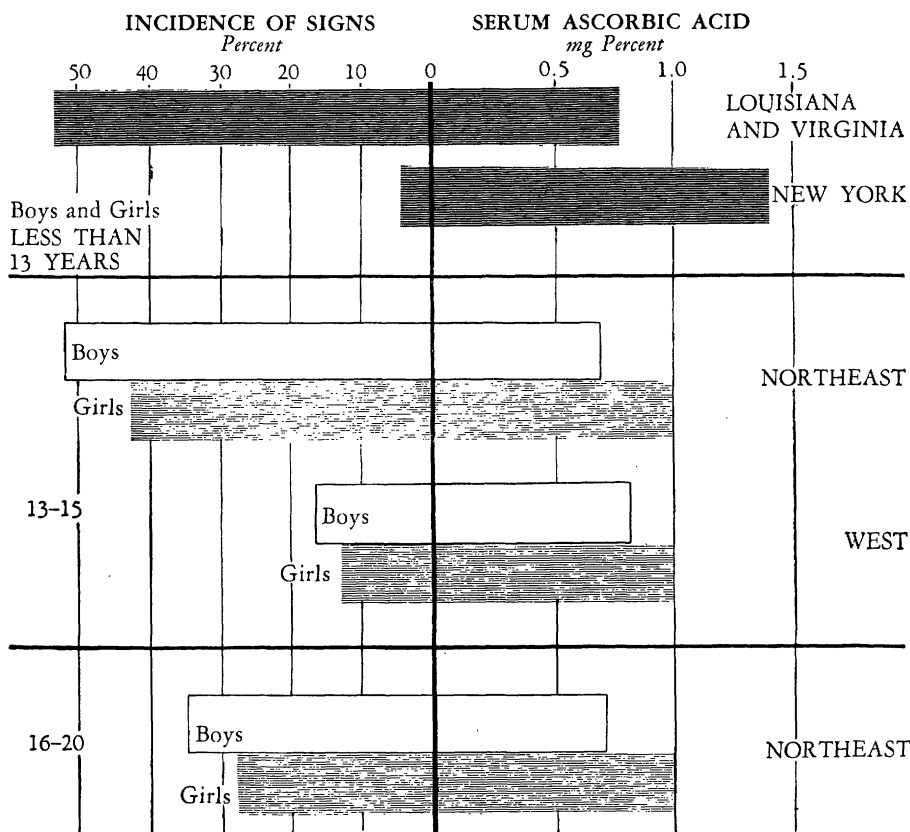 INCIDENCE OF SIGNS
Percent
SERUM ASCORBIC ACID
mg Percent
50 40 30 20 10 0 0.5 1.0 1.5
LOUISIANA
AND VIRGINIA
NEW YORK
Boys and Girls
LESS THAN
13 YEARS
Boys
NORTHEAST
Girls
13–15
Boys
WEST
Girls
16–20
Boys
NORTHEAST
Girls